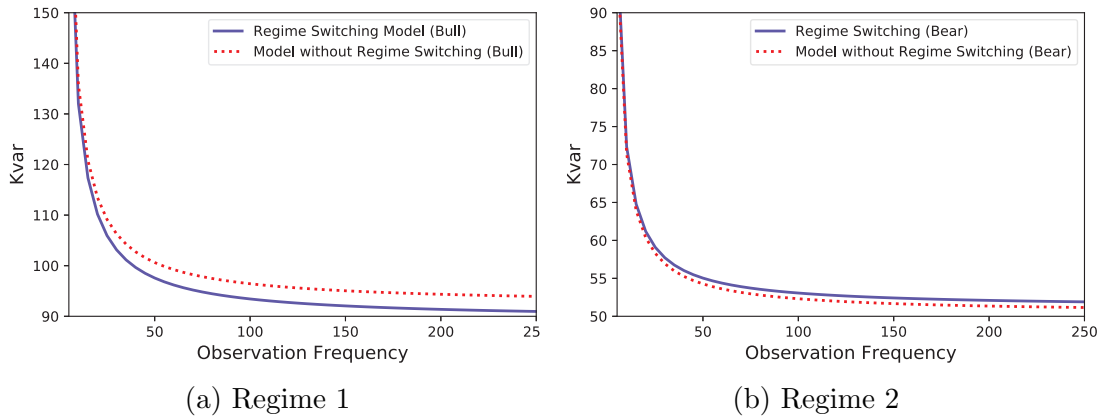 150
140
130
120
110
100
90
Kvar
50
100
150
200
250
Observation Frequency
Regime Switching Model (Bull)
Model without Regime Switching (Bull)
(a) Regime 1
90
85
80
75
70
65
60
55
50
Kvar
50
100
150
200
250
Observation Frequency
Regime Switching (Bear)
Model without Regime Switching (Bear)
(b) Regime 2